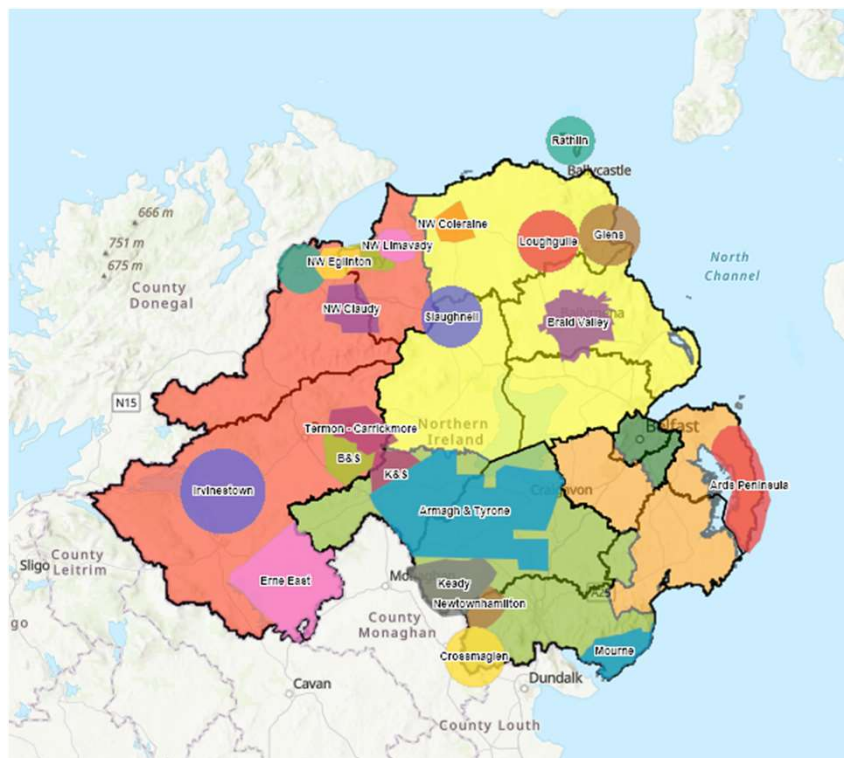 Rathlin
Ballycastle
666 m
NW Coleraine
Glens
751 m
NW Limavady
Loughguile
675 m
NW Eglinton
North
Channel
County
Donegal
NW Claudy
Slaughneil
Braid Valley
N15
Termon - Carrickmore
Northern
Ireland
Belfast
B&S
K&S
Irvinestown
Craigavon
Ards Peninsula
Armagh & Tyrone
County
Leitrim
Sligo
Erne East
Keady
Newtownhamilton
County
Monaghan
Mourne
Crossmaglen
Dundalk
Cavan
County Louth